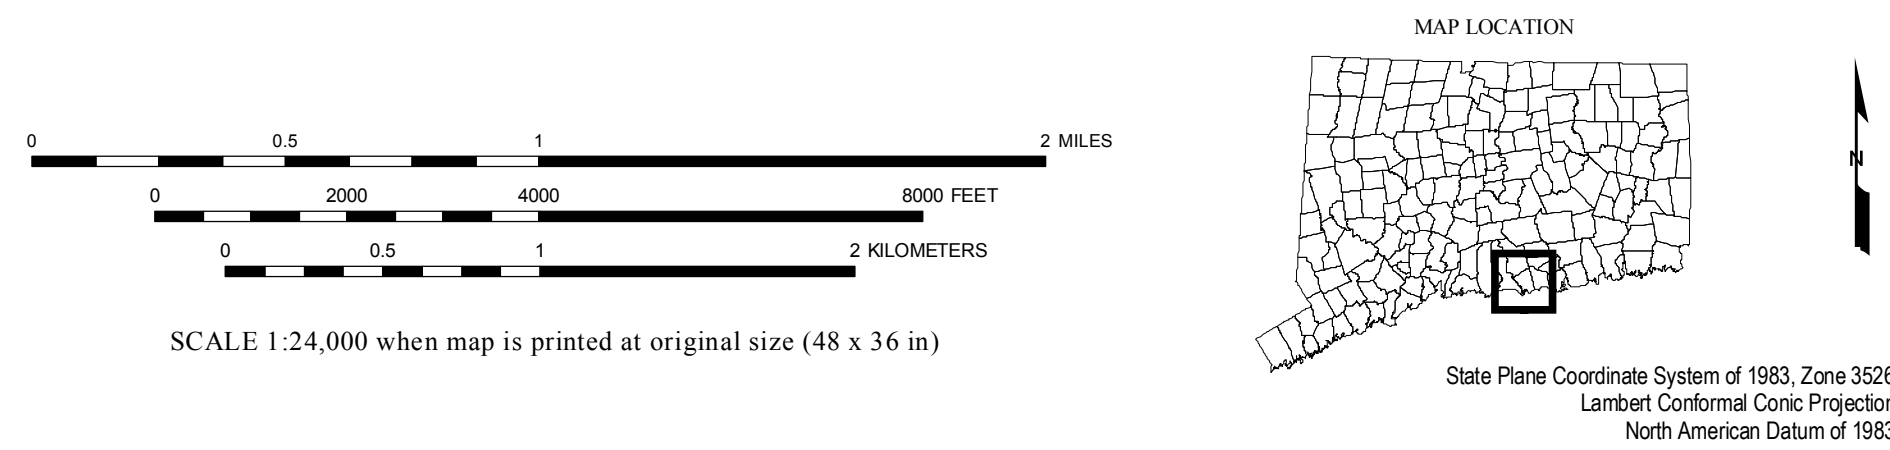 MAP LOCATION
0 0.5 1 2 MILES
0 2000 4000 8000 FEET
0 0.5 1 2 KILOMETERS
SCALE 1:24,000 when map is printed at original size (48 x 36 in)
N
State Plane Coordinate System of 1983, Zone 3526
Lambert Conformal Conic Projection
North American Datum of 1983